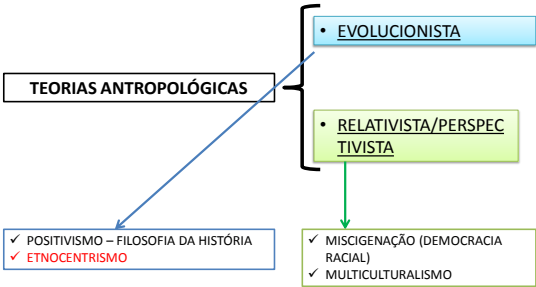 • EVOLUCIONISTA
TEORIAS ANTROPOLÓGICAS
• RELATIVISTA/PERSPEC
TIVISTA
✓ POSITIVISMO – FILOSOFIA DA HISTÓRIA
✓ ETNOCENTRISMO
✓ MISCIGENAÇÃO (DEMOCRACIA
RACIAL)
✓ MULTICULTURALISMO